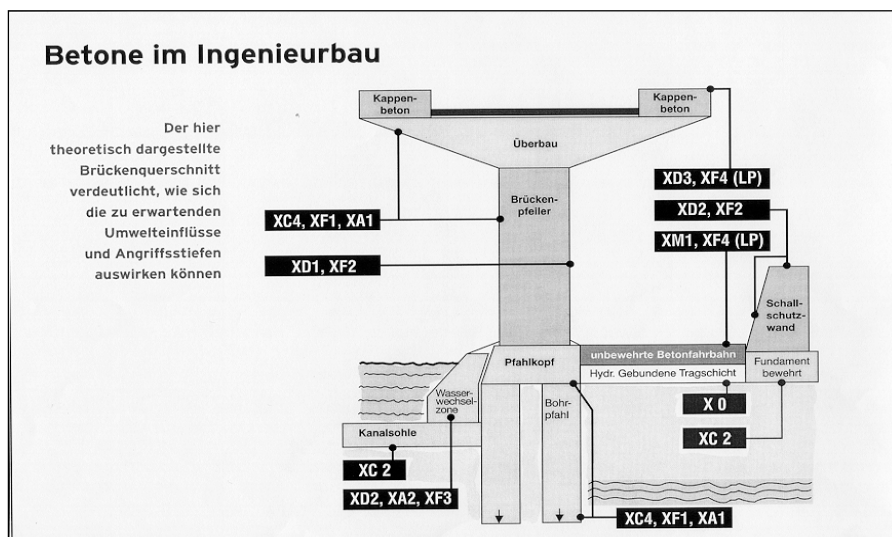 Betone im Ingenieurbau
Der hier
theoretisch dargestellte
Brückenquerschnitt
verdeutlicht, wie sich
die zu erwartenden
Umwelteinflüsse
und Angriffsstiefen
auswirken können
Kappen-
beton
Kappen-
beton
Überbau
Brücken-
pfeiler
XC4, XF1, XA1
XD1, XF2
XD3, XF4 (LP)
XD2, XF2
XM1, XF4 (LP)
Schall-
schutz-
wand
Pfahlkopf
unbewehrte Betonfahrbahn
Hydr. Gebundene Tragschicht
Fundament
bewehrt
Wasser-
wechsel-
zone
Bohr-
pfahl
Kanalsohle
X 0
XC 2
XC 2
XD2, XA2, XF3
XC4, XF1, XA1